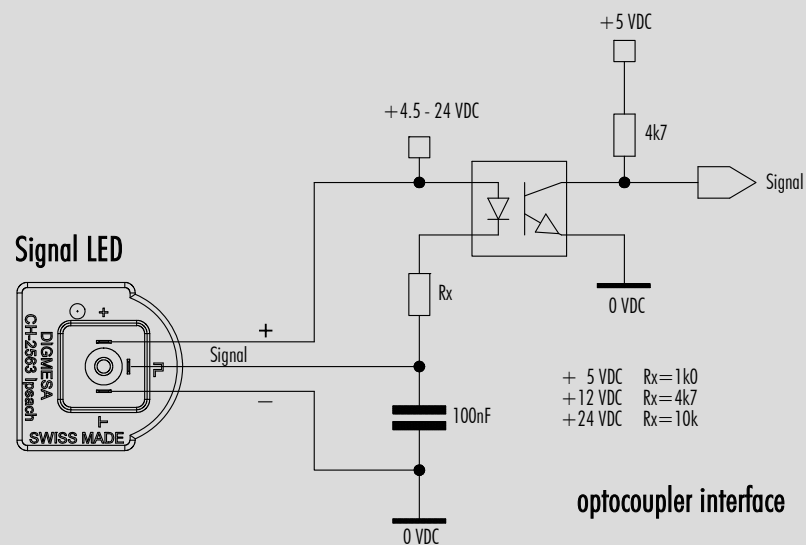 +5 VDC
+4.5 - 24 VDC
4k7
Signal
Signal LED
0 VDC
Rx
+
DIGMESA
CH-2563 Ipsach
SWISS MADE
+
Signal
−
+ 5 VDC Rx=1k0
+12 VDC Rx=4k7
+24 VDC Rx=10k
100nF
optocoupler interface
0 VDC